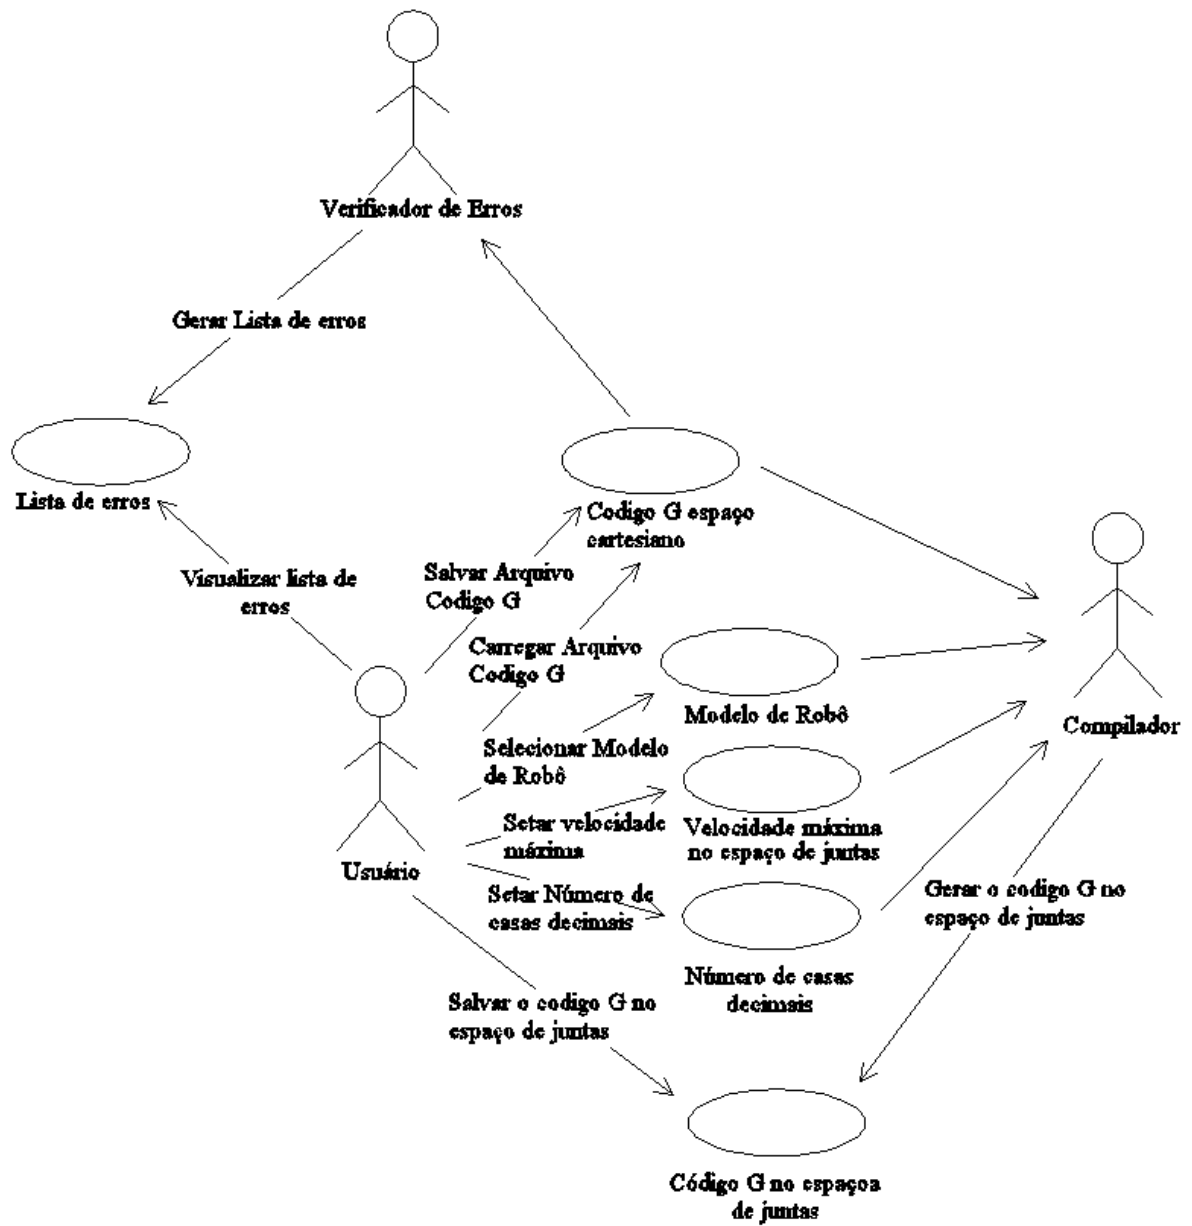 Verificador de Erros
Gerar Lista de erros
Lista de erros
Codigo G espaço
cartesiano
Visualizar lista de
erros
Salvar Arquivo
Codigo G
Carregar Arquivo
Codigo G
Modelo de Robô
Compilador
Selecionar Modelo
de Robô
Setar velocidade
máxima
Velocidade máxima
no espaço de juntas
Usuário
Setar Número de
casas decimais
Gerar o codigo G no
espaço de juntas
Número de casas
decimais
Salvar o codigo G no
espaço de juntas
Código G no espaçoa
de juntas